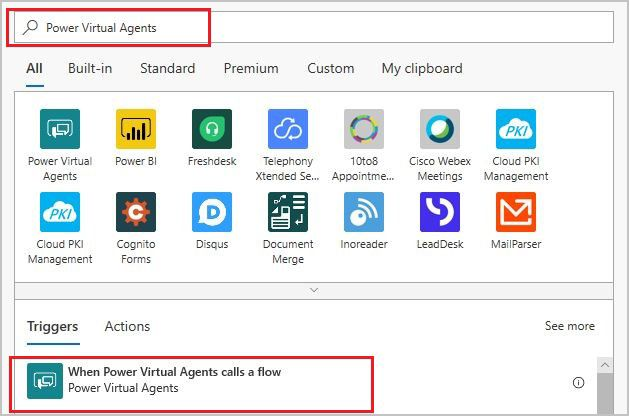 Power Virtual Agents
All Built-in Standard Premium Custom My clipboard
Power Virtual Agents
Power BI
Freshdesk
Telephony Xtended Se...
10to8 Appointme...
Cisco Webex Meetings
PKI
Cloud PKI Management
PKI
Cloud PKI Management
Cognito Forms
Disqus
Document Merge
Inoreader
LeadDesk
MailParser
Triggers Actions See more
When Power Virtual Agents calls a flow
Power Virtual Agents